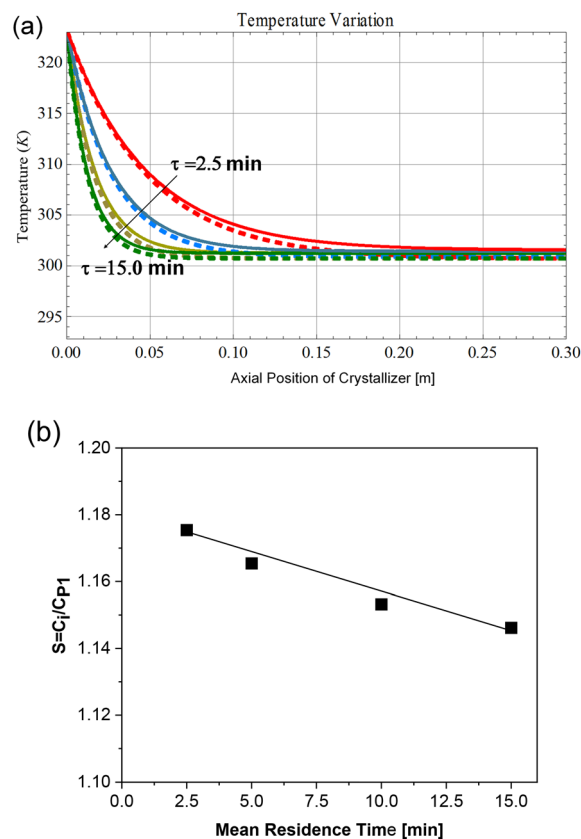 (a)
Temperature Variation
320
315
310
305
300
295
Temperature (K)
τ=2.5 min
τ=15.0 min
0.00 0.05 0.10 0.15 0.20 0.25 0.30
Axial Position of Crystallizer [m]
(b)
1.20
1.18
1.16
1.14
1.12
1.10
S=Ci/CP1
0.0 2.5 5.0 7.5 10.0 12.5 15.0
Mean Residence Time [min]